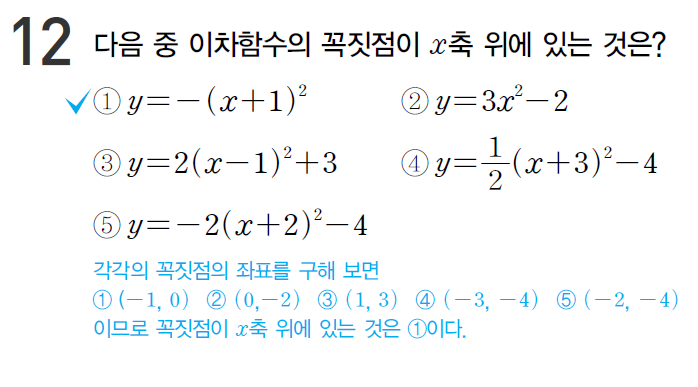 12 다음 중 이차함수의 꼭짓점이 x축 위에 있는 것은?
✓① y=-(x+1)² ② y=3x²-2
③ y=2(x-1)²+3 ④ y=1/2(x+3)²-4
⑤ y=-2(x+2)²-4
각각의 꼭짓점의 좌표를 구해 보면
① (-1, 0) ② (0,-2) ③ (1, 3) ④ (-3, -4) ⑤ (-2, -4)
이므로 꼭짓점이 x축 위에 있는 것은 ①이다.